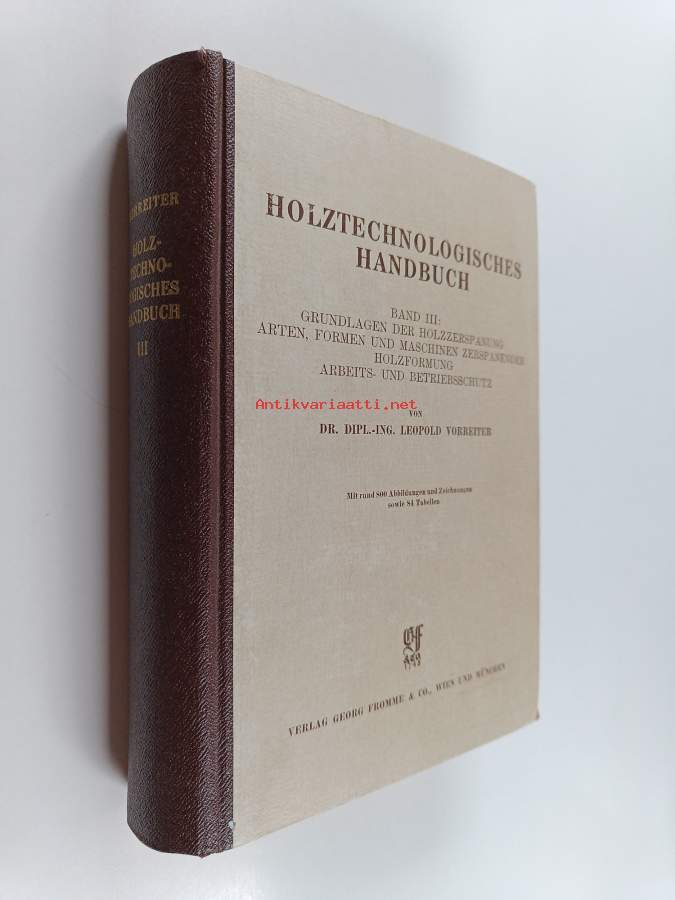 VORREITER
HOLZ-
TECHNO-
LOGISCHES
HANDBUCH
III
HOLZTECHNOLOGISCHES
HANDBUCH
BAND III:
GRUNDLAGEN DER HOLZZERSPANUNG
ARTEN, FORMEN UND MASCHINEN ZERSPANENDER
HOLZFORMUNG
ARBEITS- UND BETRIEBSSCHUTZ
Antikvariaatti.net
VON
DR. DIPL.-ING. LEOPOLD VORREITER
Mit rund 800 Abbildungen und Zeichnungen
sowie 84 Tabellen
GF
VERLAG GEORG FROMME & CO., WIEN UND MÜNCHEN